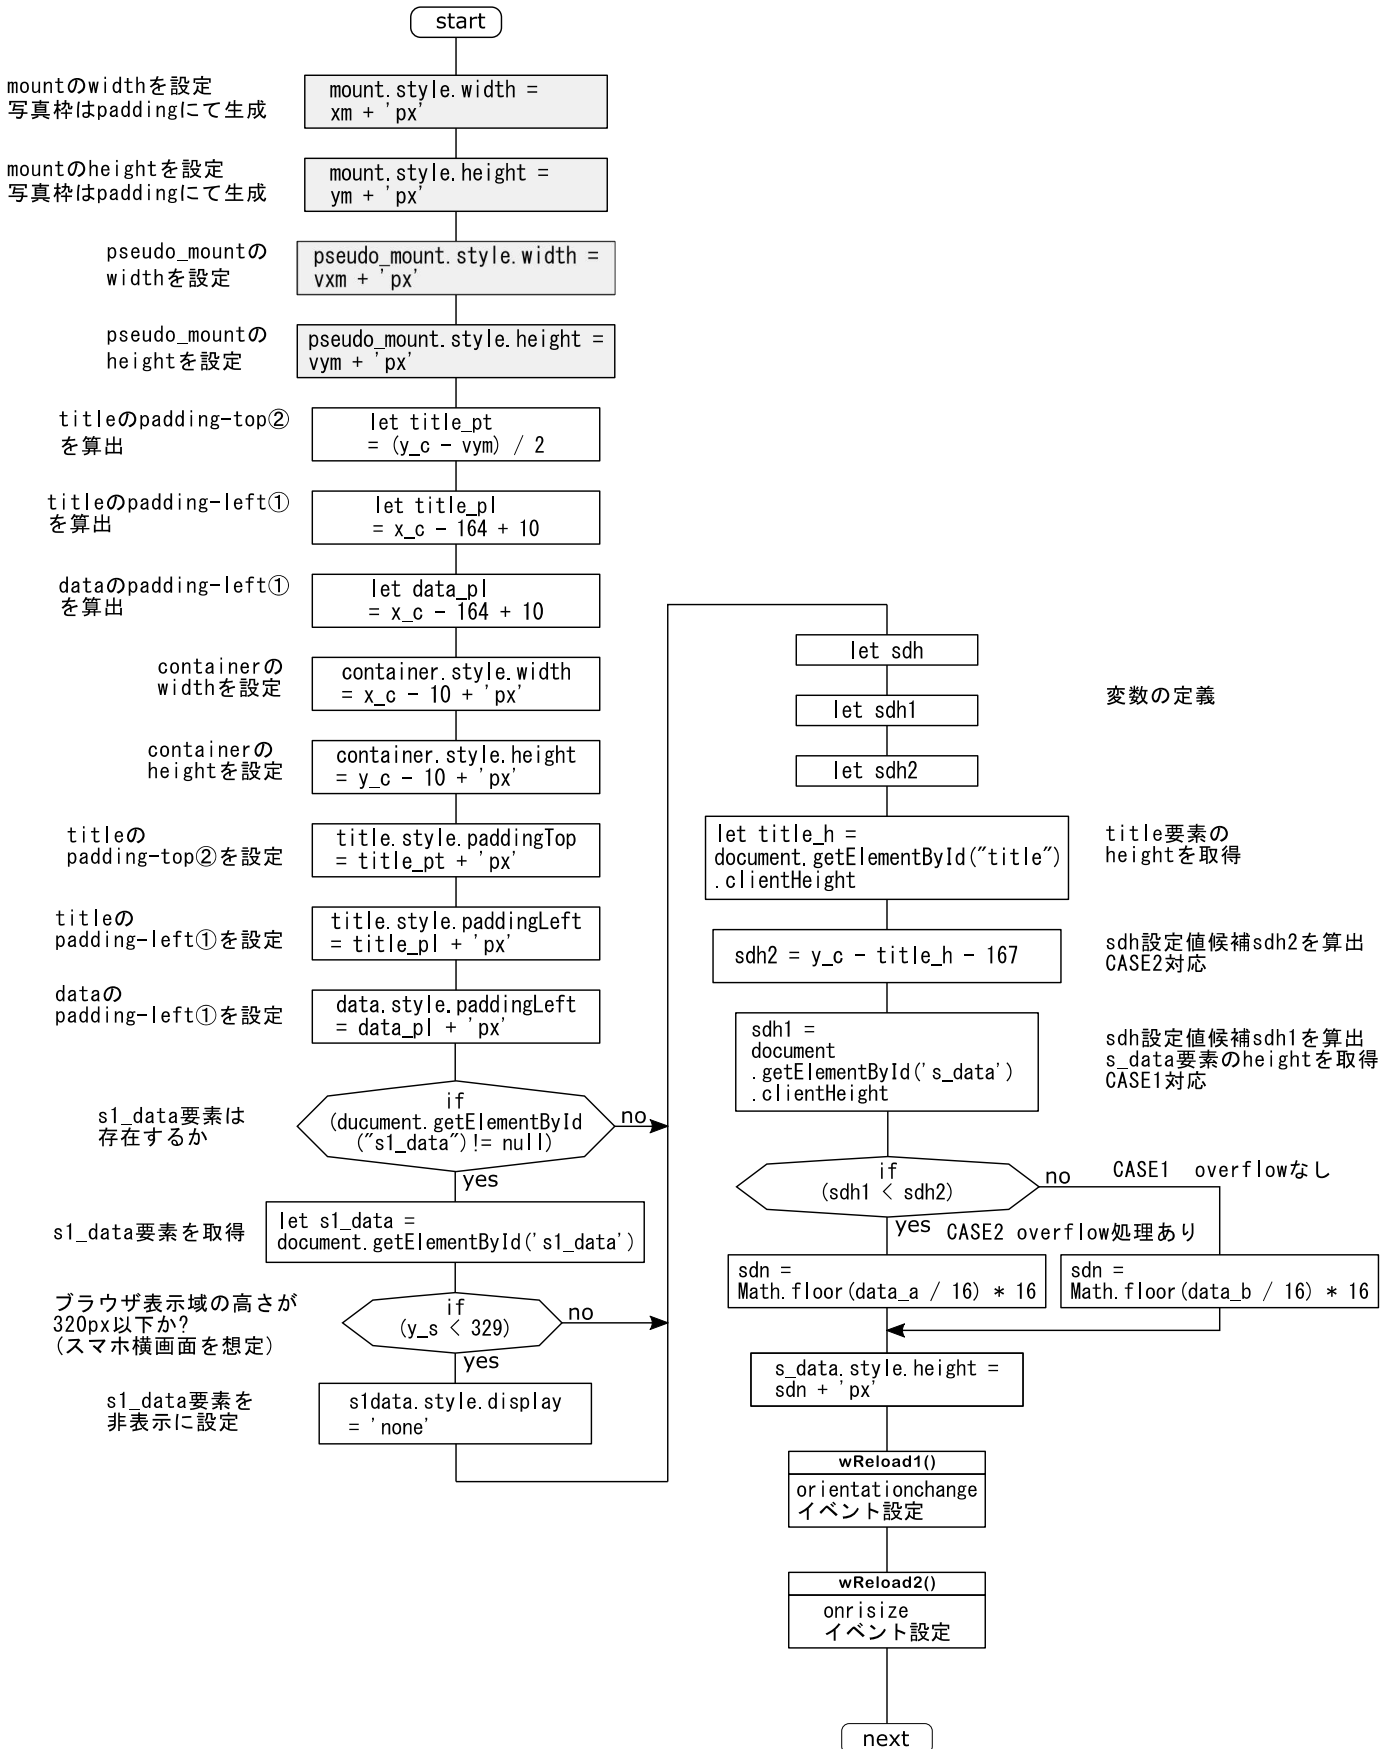 start
mountのwidthを設定
写真枠はpaddingにて生成
mount.style.width =
xm + 'px'
mountのheightを設定
写真枠はpaddingにて生成
mount.style.height =
ym + 'px'
pseudo_mountの
widthを設定
pseudo_mount.style.width =
vxm + 'px'
pseudo_mountの
heightを設定
pseudo_mount.style.height =
vym + 'px'
titleのpadding-top②
を算出
let title_pt
= (y_c - vym) / 2
titleのpadding-left①
を算出
let title_pl
= x_c - 164 + 10
dataのpadding-left①
を算出
let data_pl
= x_c - 164 + 10
containerの
widthを設定
container.style.width
= x_c - 10 + 'px'
containerの
heightを設定
container.style.height
= y_c - 10 + 'px'
titleの
padding-top②を設定
title.style.paddingTop
= title_pt + 'px'
titleの
padding-left①を設定
title.style.paddingLeft
= title_pl + 'px'
dataの
padding-left①を設定
data.style.paddingLeft
= data_pl + 'px'
s1_data要素は
存在するか
if
(ducument.getElementById
("s1_data")!= null)
no
yes
s1_data要素を取得
let s1_data =
document.getElementById('s1_data')
ブラウザ表示域の高さが
320px以下か?
(スマホ横画面を想定)
if
(y_s < 329)
no
yes
s1_data要素を
非表示に設定
s1data.style.display
= 'none'
let sdh
let sdh1
変数の定義
let sdh2
let title_h =
document.getElementById("title")
.clientHeight
title要素の
heightを取得
sdh2 = y_c - title_h - 167
sdh設定値候補sdh2を算出
CASE2対応
sdh1 =
document
.getElementById('s_data')
.clientHeight
sdh設定値候補sdh1を算出
s_data要素のheightを取得
CASE1対応
if
(sdh1 < sdh2)
no
CASE1 overflowなし
yes
CASE2 overflow処理あり
sdn =
Math.floor(data_a / 16) * 16
sdn =
Math.floor(data_b / 16) * 16
s_data.style.height =
sdn + 'px'
wReload1()
orientationchange
イベント設定
wReload2()
onrisize
イベント設定
next